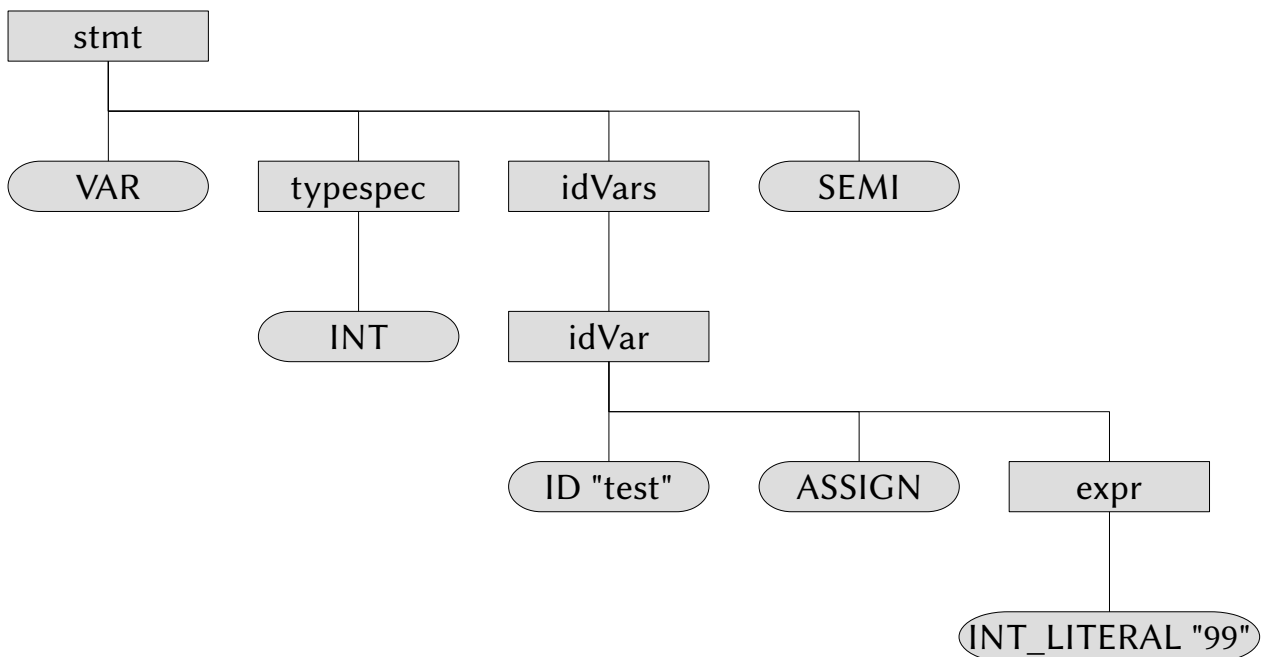 stmt
VAR
typespec
idVars
SEMI
INT
idVar
ID "test"
ASSIGN
expr
INT_LITERAL "99"